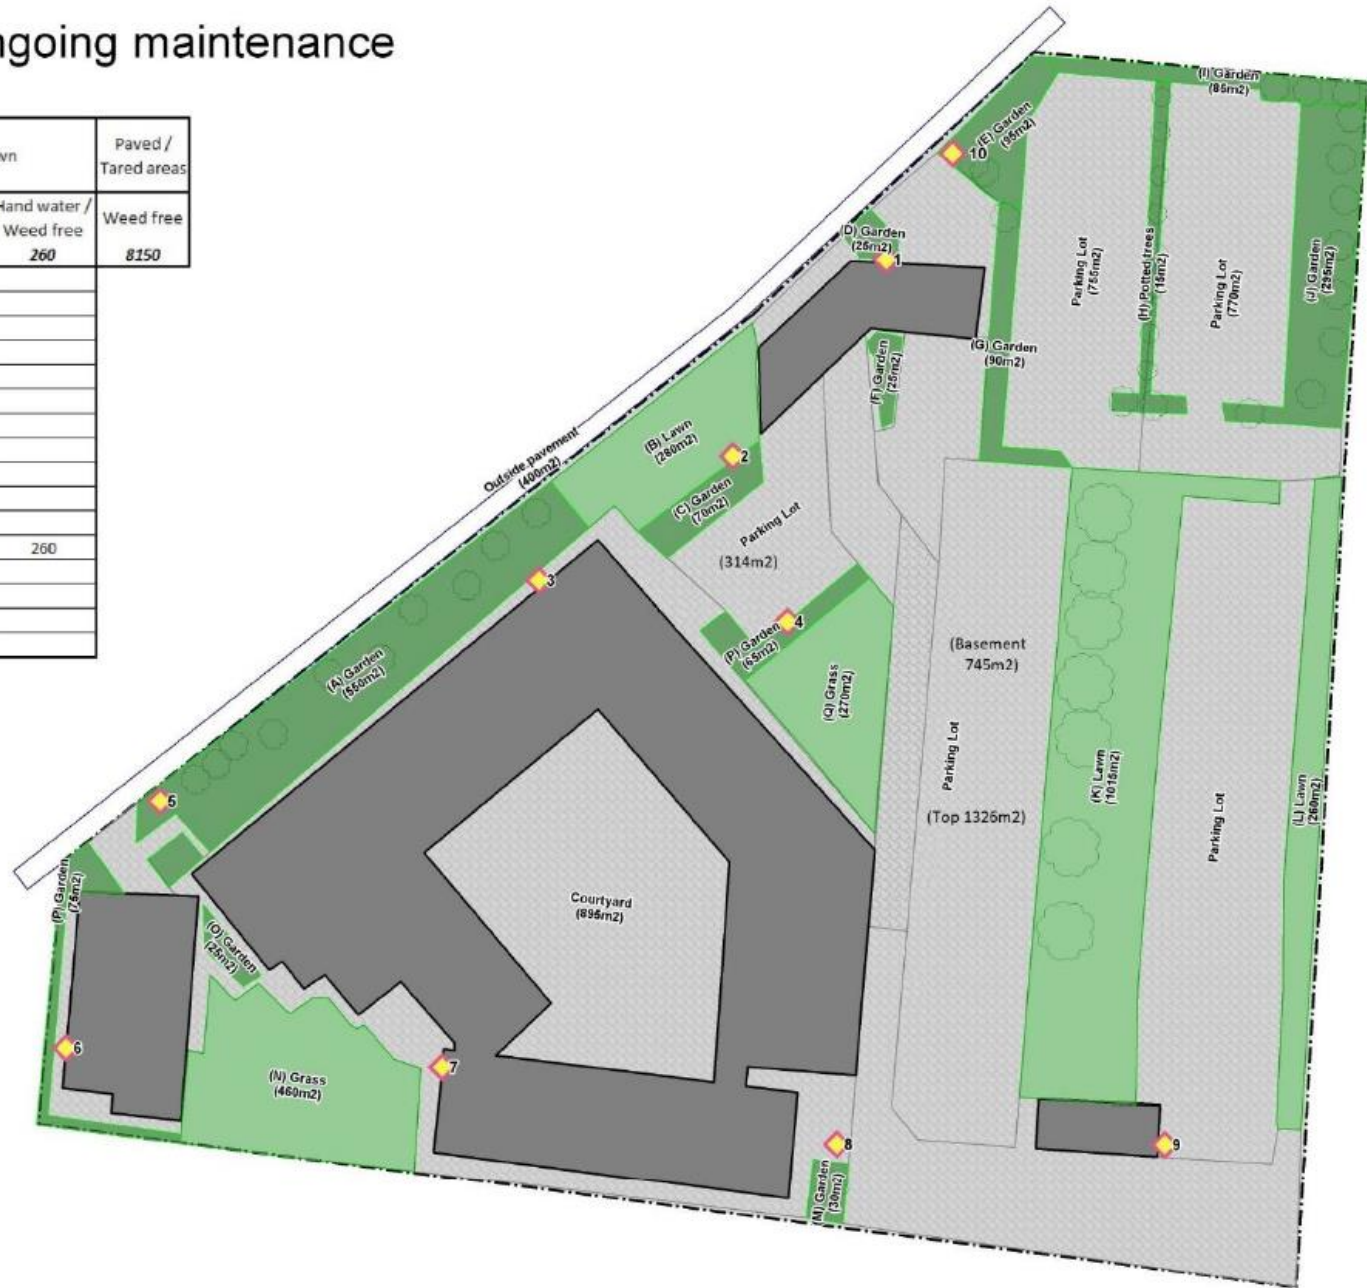 ngoing maintenance
wn
Paved /
Tared areas
Hand water /
Weed free
Weed free
260
8150
260
(I) Garden
(85m2)
(E) Garden
(95m2)
10
(D) Garden
(25m2)
1
Parking Lot
(755m2)
(H) Potted trees
(15m2)
Parking Lot
(770m2)
(J) Garden
(295m2)
(G) Garden
(90m2)
(F) Garden
(25m2)
(B) Lawn
(280m2)
2
Outside pavement
(400m2)
(C) Garden
(70m2)
Parking Lot
(314m2)
3
4
(P) Garden
(65m2)
(A) Garden
(550m2)
(Q) Grass
(270m2)
(Basement
745m2)
Parking Lot
(K) Lawn
(1015m2)
(L) Lawn
(260m2)
5
(Top 1326m2)
Parking Lot
(P) Garden
(75m2)
Courtyard
(895m2)
(O) Garden
(25m2)
6
7
(N) Grass
(460m2)
8
9
(M) Garden
(30m2)